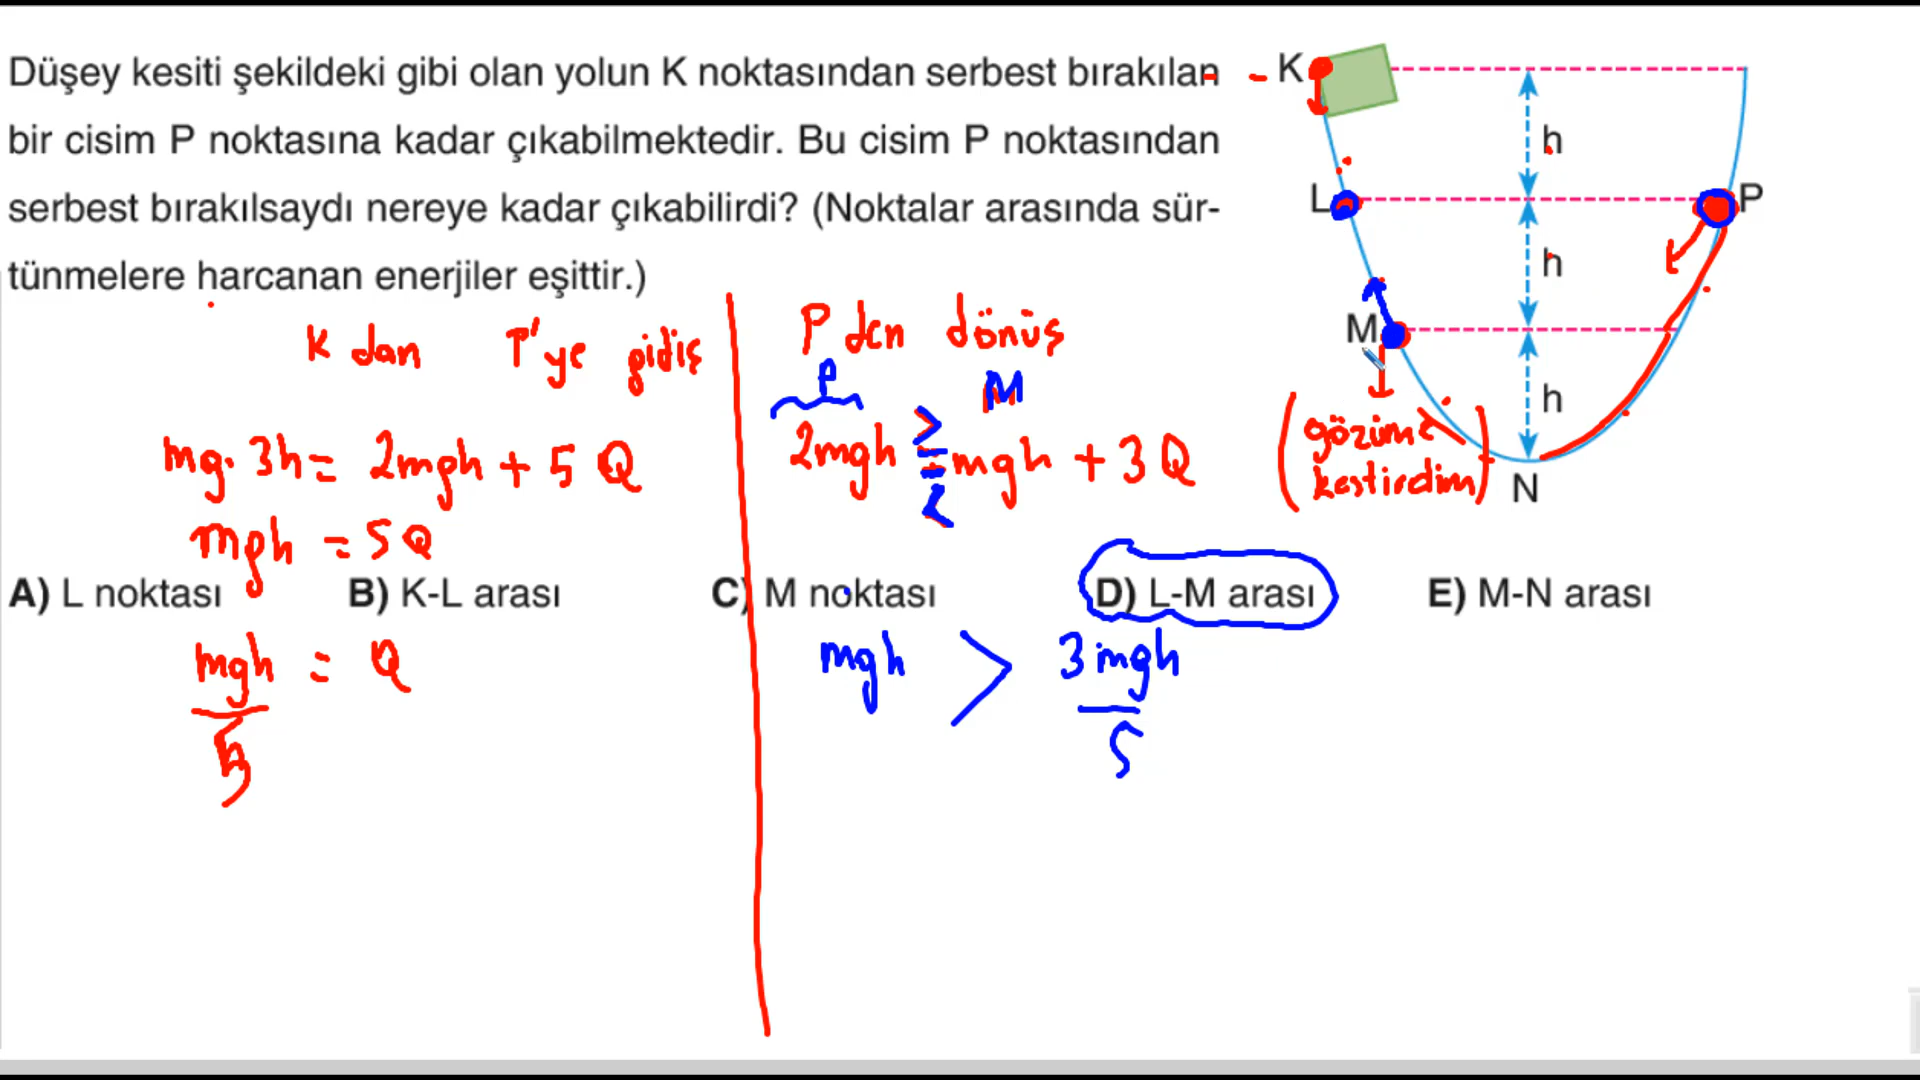 Düşey kesiti şekildeki gibi olan yolun K noktasından serbest bırakılan
bir cisim P noktasına kadar çıkabilmektedir. Bu cisim P noktasından
serbest bırakılsaydı nereye kadar çıkabilirdi? (Noktalar arasında sür-
tünmelere harcanan enerjiler eşittir.)
K
h
L
P
h
M
h
N
K dan P'ye gidiş
mg. 3h = 2mgh + 5 Q
mgh = 5Q
mgh/5 = Q
P den dönüş
P M
2mgh > = < mgh + 3Q
(gözüme kestirdim)
A) L noktası B) K-L arası C) M noktası D) L-M arası E) M-N arası
mgh > 3mgh/5